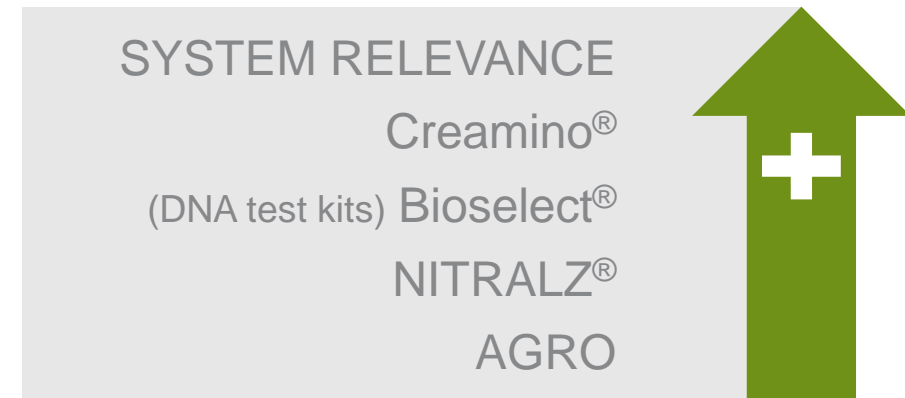 SYSTEM RELEVANCE
Creamino®
(DNA test kits) Bioselect®
NITRALZ®
AGRO